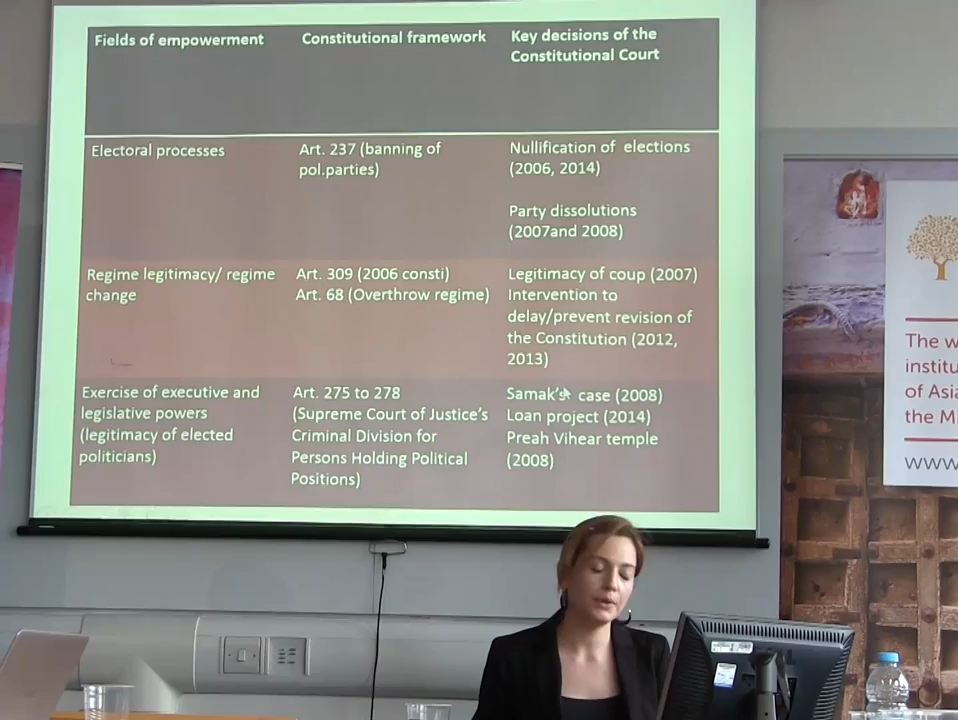 Fields of empowerment
Constitutional framework
Key decisions of the
Constitutional Court
Electoral processes
Art. 237 (banning of
pol.parties)
Nullification of elections
(2006, 2014)
Party dissolutions
(2007and 2008)
Regime legitimacy/ regime
change
Art. 309 (2006 consti)
Art. 68 (Overthrow regime)
Legitimacy of coup (2007)
Intervention to
delay/prevent revision of
the Constitution (2012,
2013)
Exercise of executive and
legislative powers
(legitimacy of elected
politicians)
Art. 275 to 278
(Supreme Court of Justice's
Criminal Division for
Persons Holding Political
Positions)
Samak's case (2008)
Loan project (2014)
Preah Vihear temple
(2008)
The w
institu
of Asia
the M
www